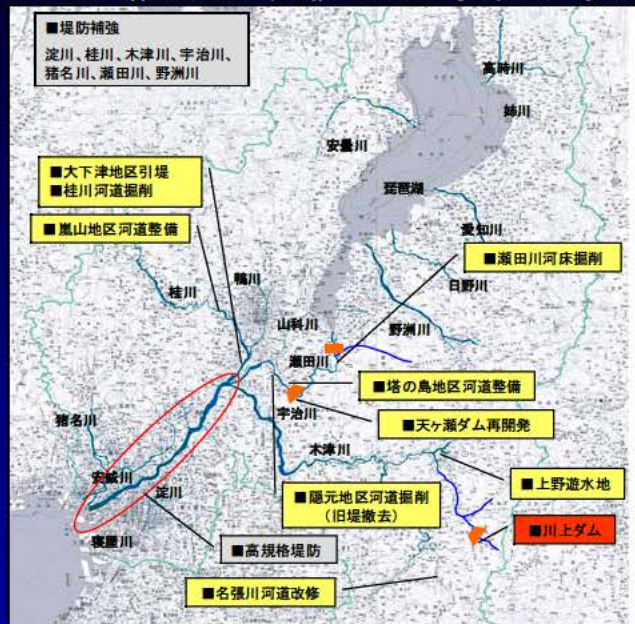 ■堤防補強
淀川、桂川、木津川、宇治川、
猪名川、瀬田川、野洲川
高時川
姉川
安曇川
■大下津地区引堤
■桂川河道掘削
琵琶湖
愛知川
■嵐山地区河道整備
■瀬田川河床掘削
鴨川
日野川
桂川
山科川
野洲川
瀬田川
■塔の島地区河道整備
宇治川
猪名川
■天ヶ瀬ダム再開発
木津川
安威川
■上野遊水地
淀川
■隠元地区河道掘削
（旧堤撤去）
■川上ダム
寝屋川
■高規格堤防
■名張川河道改修